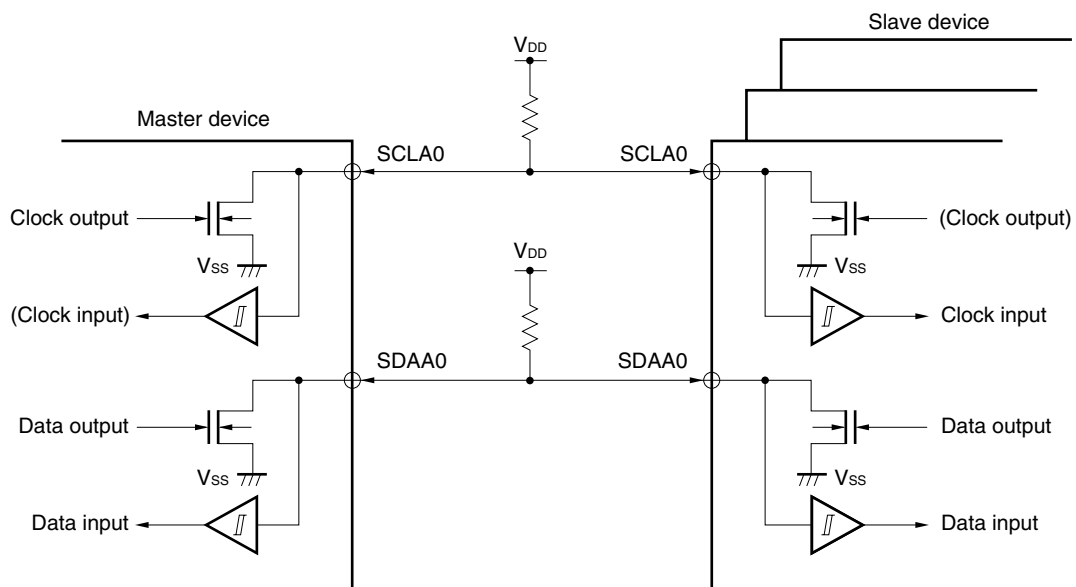 Slave device
VDD
Master device
SCLA0 SCLA0
Clock output (Clock output)
VSS VSS
VDD
(Clock input) Clock input
SDAA0 SDAA0
Data output Data output
VSS VSS
Data input Data input